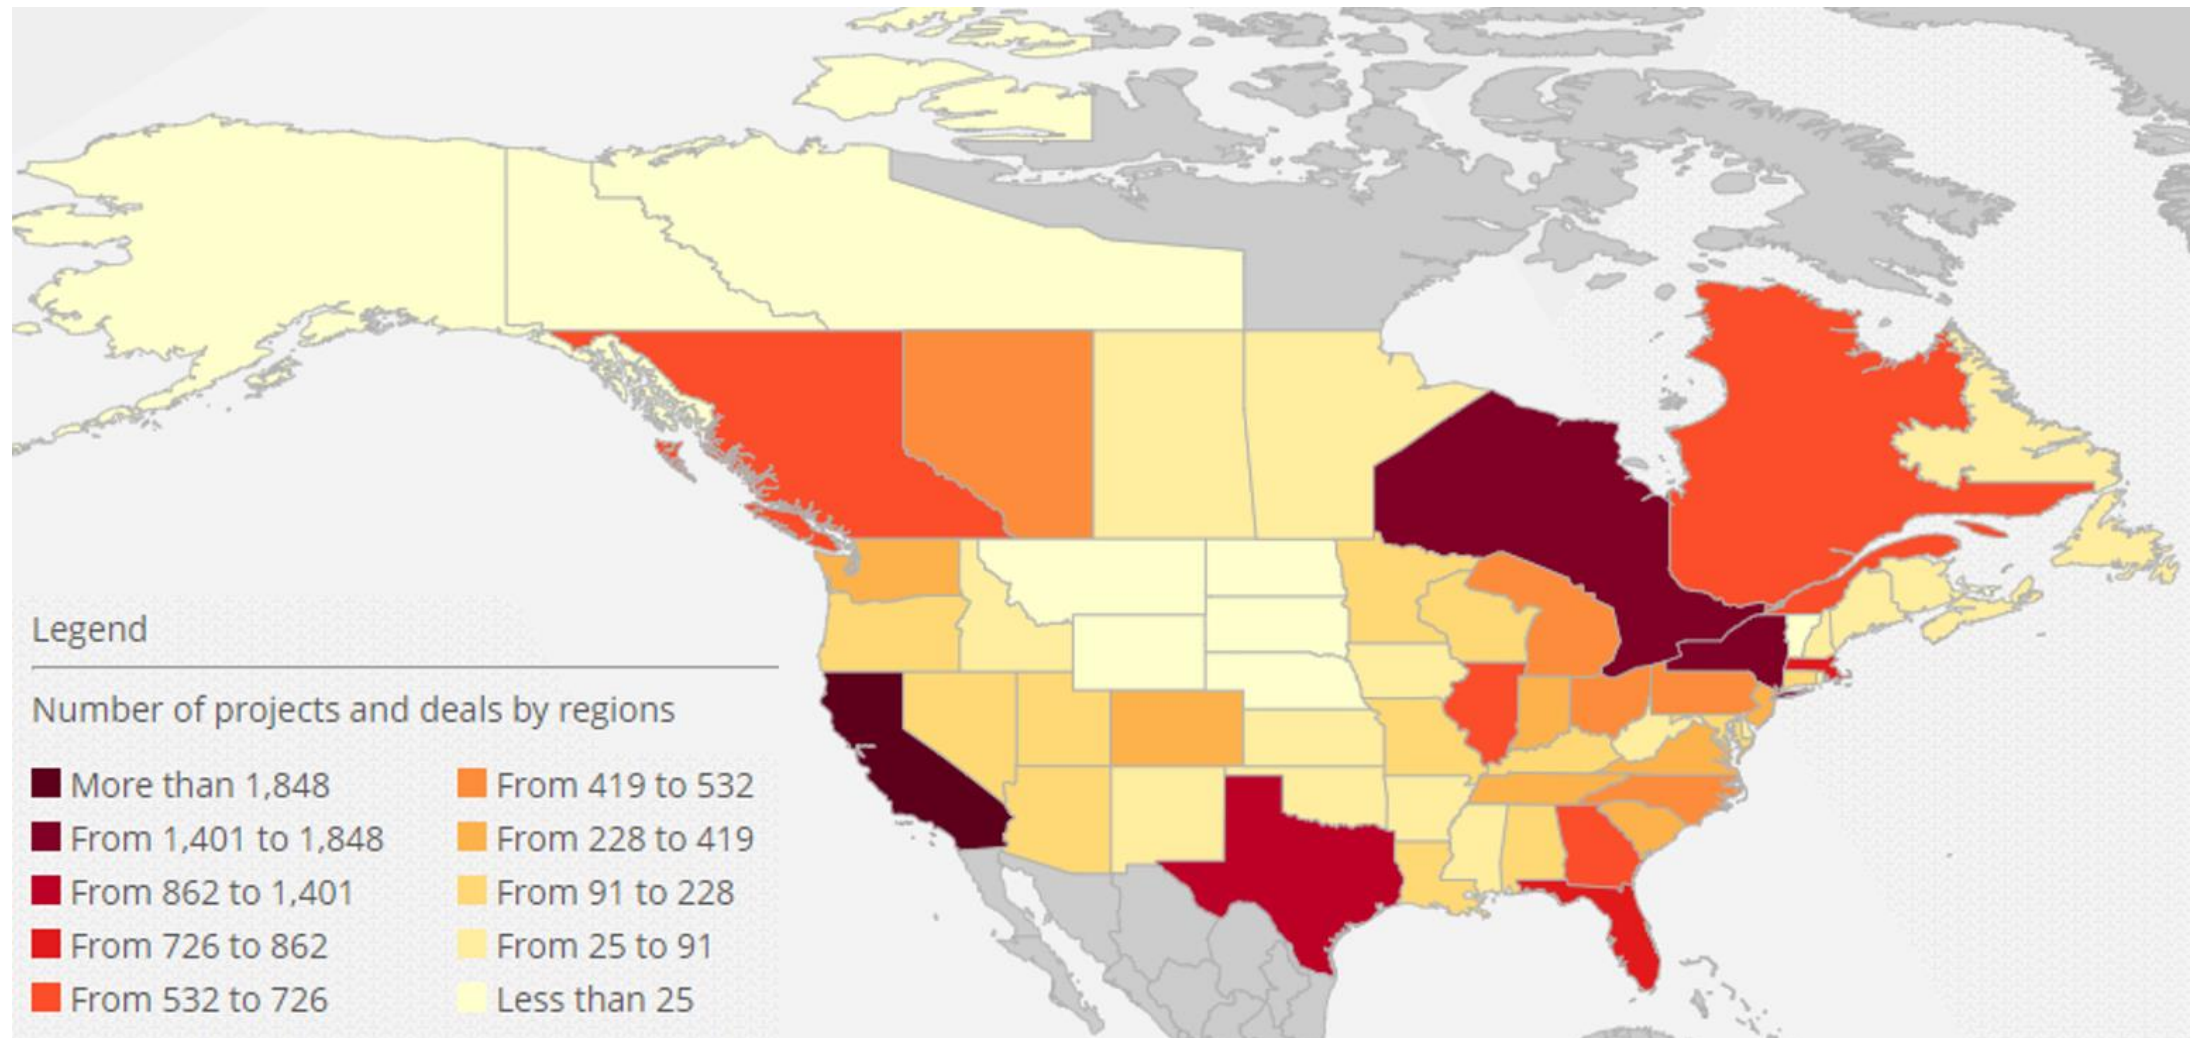 Legend
Number of projects and deals by regions
More than 1,848
From 1,401 to 1,848
From 862 to 1,401
From 726 to 862
From 532 to 726
From 419 to 532
From 228 to 419
From 91 to 228
From 25 to 91
Less than 25